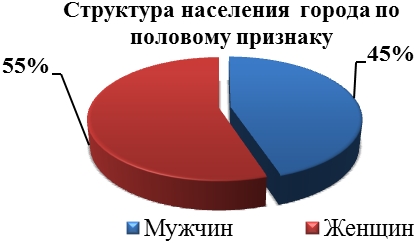 Структура населения города по
половому признаку
55%
45%
Мужчин
Женщин